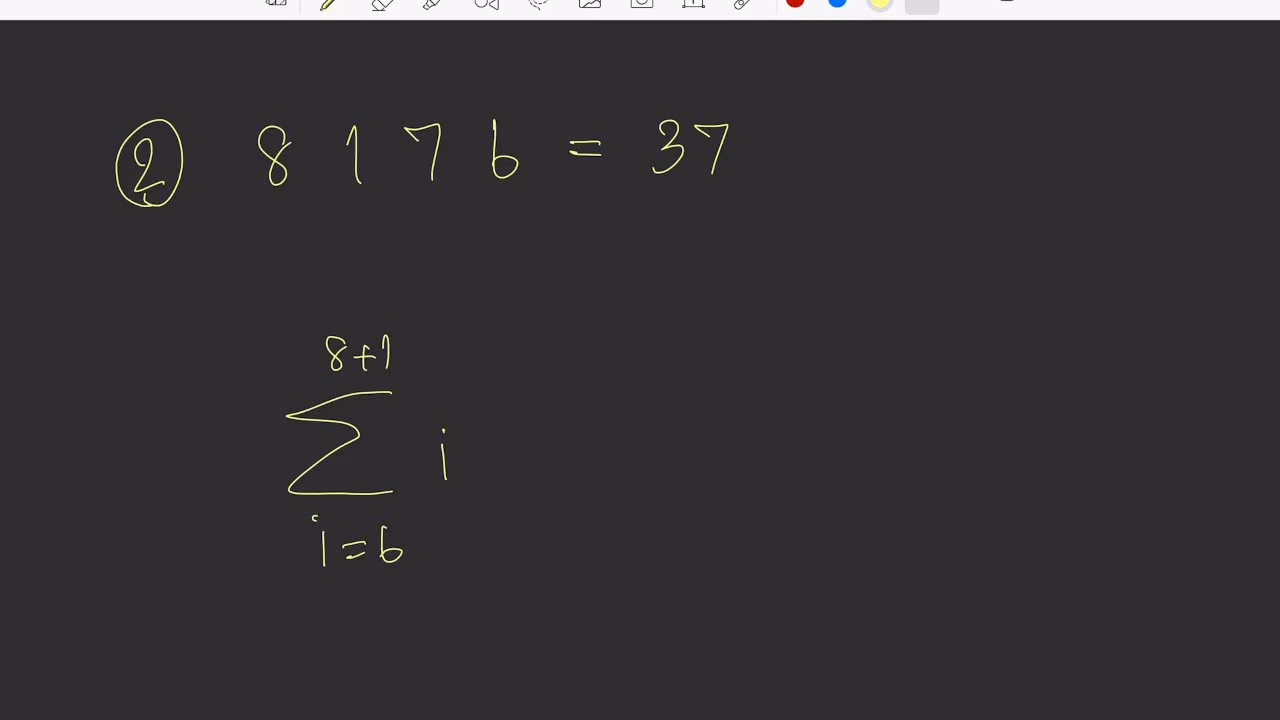 ② 8 1 7 6 = 37
8+1
∑ i
i=6